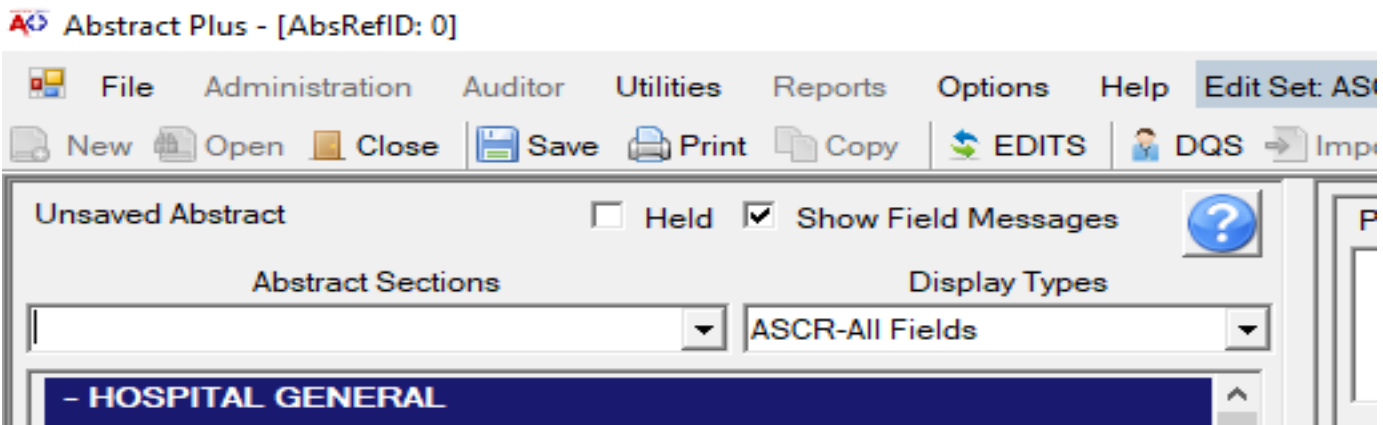 Abstract Plus - [AbsRefID: 0]
File Administration Auditor Utilities Reports Options Help Edit Set:
New Open Close Save Print Copy EDITS DQS
Unsaved Abstract Held Show Field Messages
Abstract Sections Display Types
ASCR-All Fields
- HOSPITAL GENERAL